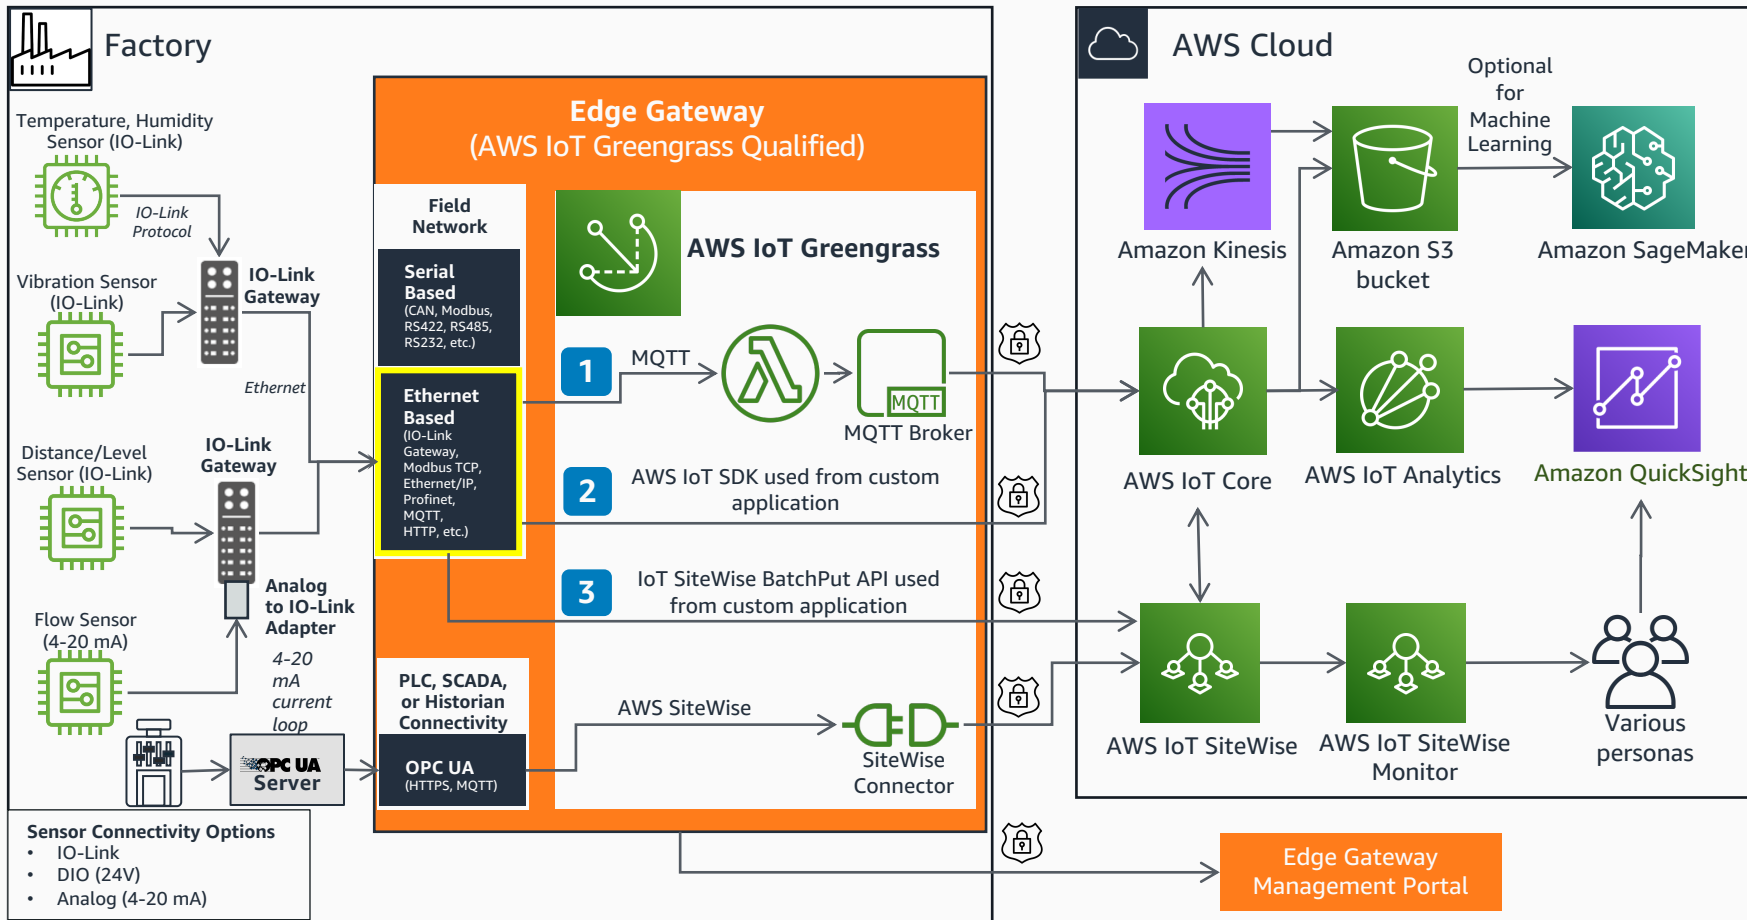 Factory
Temperature, Humidity
Sensor (IO-Link)
IO-Link
Protocol
Vibration Sensor
(IO-Link)
IO-Link
Gateway
Ethernet
Distance/Level
Sensor (IO-Link)
IO-Link
Gateway
Analog
to IO-Link
Adapter
Flow Sensor
(4-20 mA)
4-20
mA
current
loop
OPC UA
Server
Sensor Connectivity Options
• IO-Link
• DIO (24V)
• Analog (4-20 mA)
Edge Gateway
(AWS IoT Greengrass Qualified)
Field
Network
Serial
Based
(CAN, Modbus,
RS422, RS485,
RS232, etc.)
Ethernet
Based
(IO-Link
Gateway,
Modbus TCP,
Ethernet/IP,
Profinet,
MQTT,
HTTP, etc.)
PLC, SCADA,
or Historian
Connectivity
OPC UA
(HTTPS, MQTT)
AWS IoT Greengrass
1
MQTT
MQTT
MQTT Broker
2
AWS IoT SDK used from custom
application
3
IoT SiteWise BatchPut API used
from custom application
AWS SiteWise
SiteWise
Connector
AWS Cloud
Optional
for
Machine
Learning
Amazon Kinesis
Amazon S3
bucket
Amazon SageMaker
AWS IoT Core
AWS IoT Analytics
Amazon QuickSight
AWS IoT SiteWise
AWS IoT SiteWise
Monitor
Various
personas
Edge Gateway
Management Portal